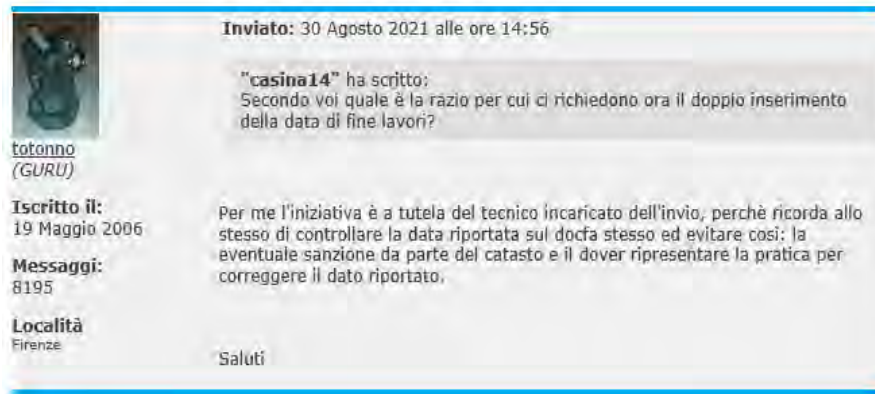 Inviato: 30 Agosto 2021 alle ore 14:56
"casina14" ha scritto:
Secondo voi quale è la razio per cui ci richiedono ora il doppio inserimento
della data di fine lavori?
totonno
(GURU)
Iscritto il:
19 Maggio 2006
Messaggi:
8195
Località
Firenze
Per me l'iniziativa è a tutela del tecnico incaricato dell'invio, perchè ricorda allo
stesso di controllare la data riportata sul docfa stesso ed evitare cosi: la
eventuale sanzione da parte del catasto e il dover ripresentare la pratica per
correggere il dato riportato.
Saluti